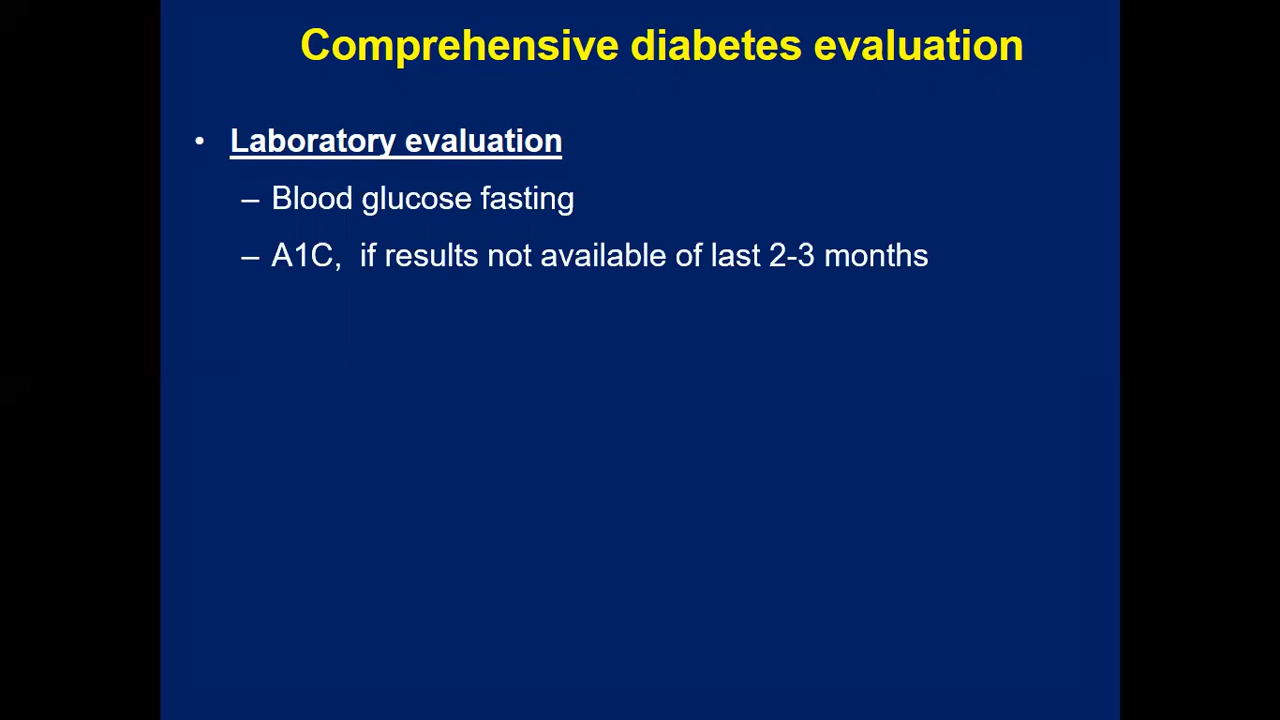 Comprehensive diabetes evaluation
• Laboratory evaluation
– Blood glucose fasting
– A1C,  if results not available of last 2-3 months